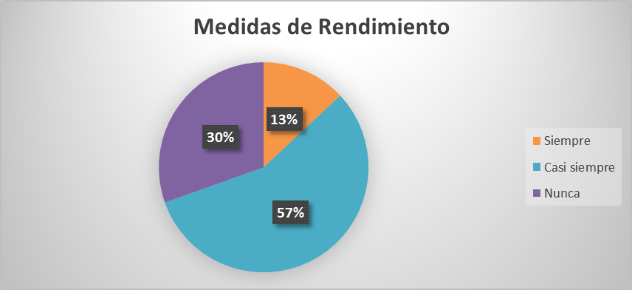 Medidas de Rendimiento
13%
30%
57%
Siempre
Casi siempre
Nunca